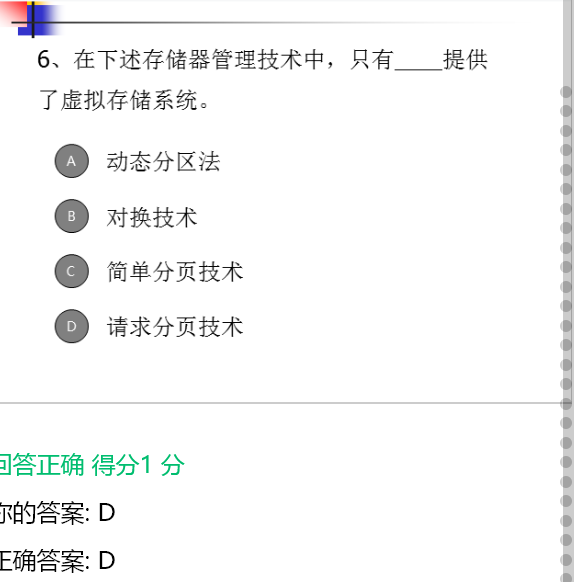 6、在下述存储器管理技术中，只有____提供
了虚拟存储系统。
A 动态分区法
B 对换技术
C 简单分页技术
D 请求分页技术
回答正确 得分1 分
你的答案: D
正确答案: D